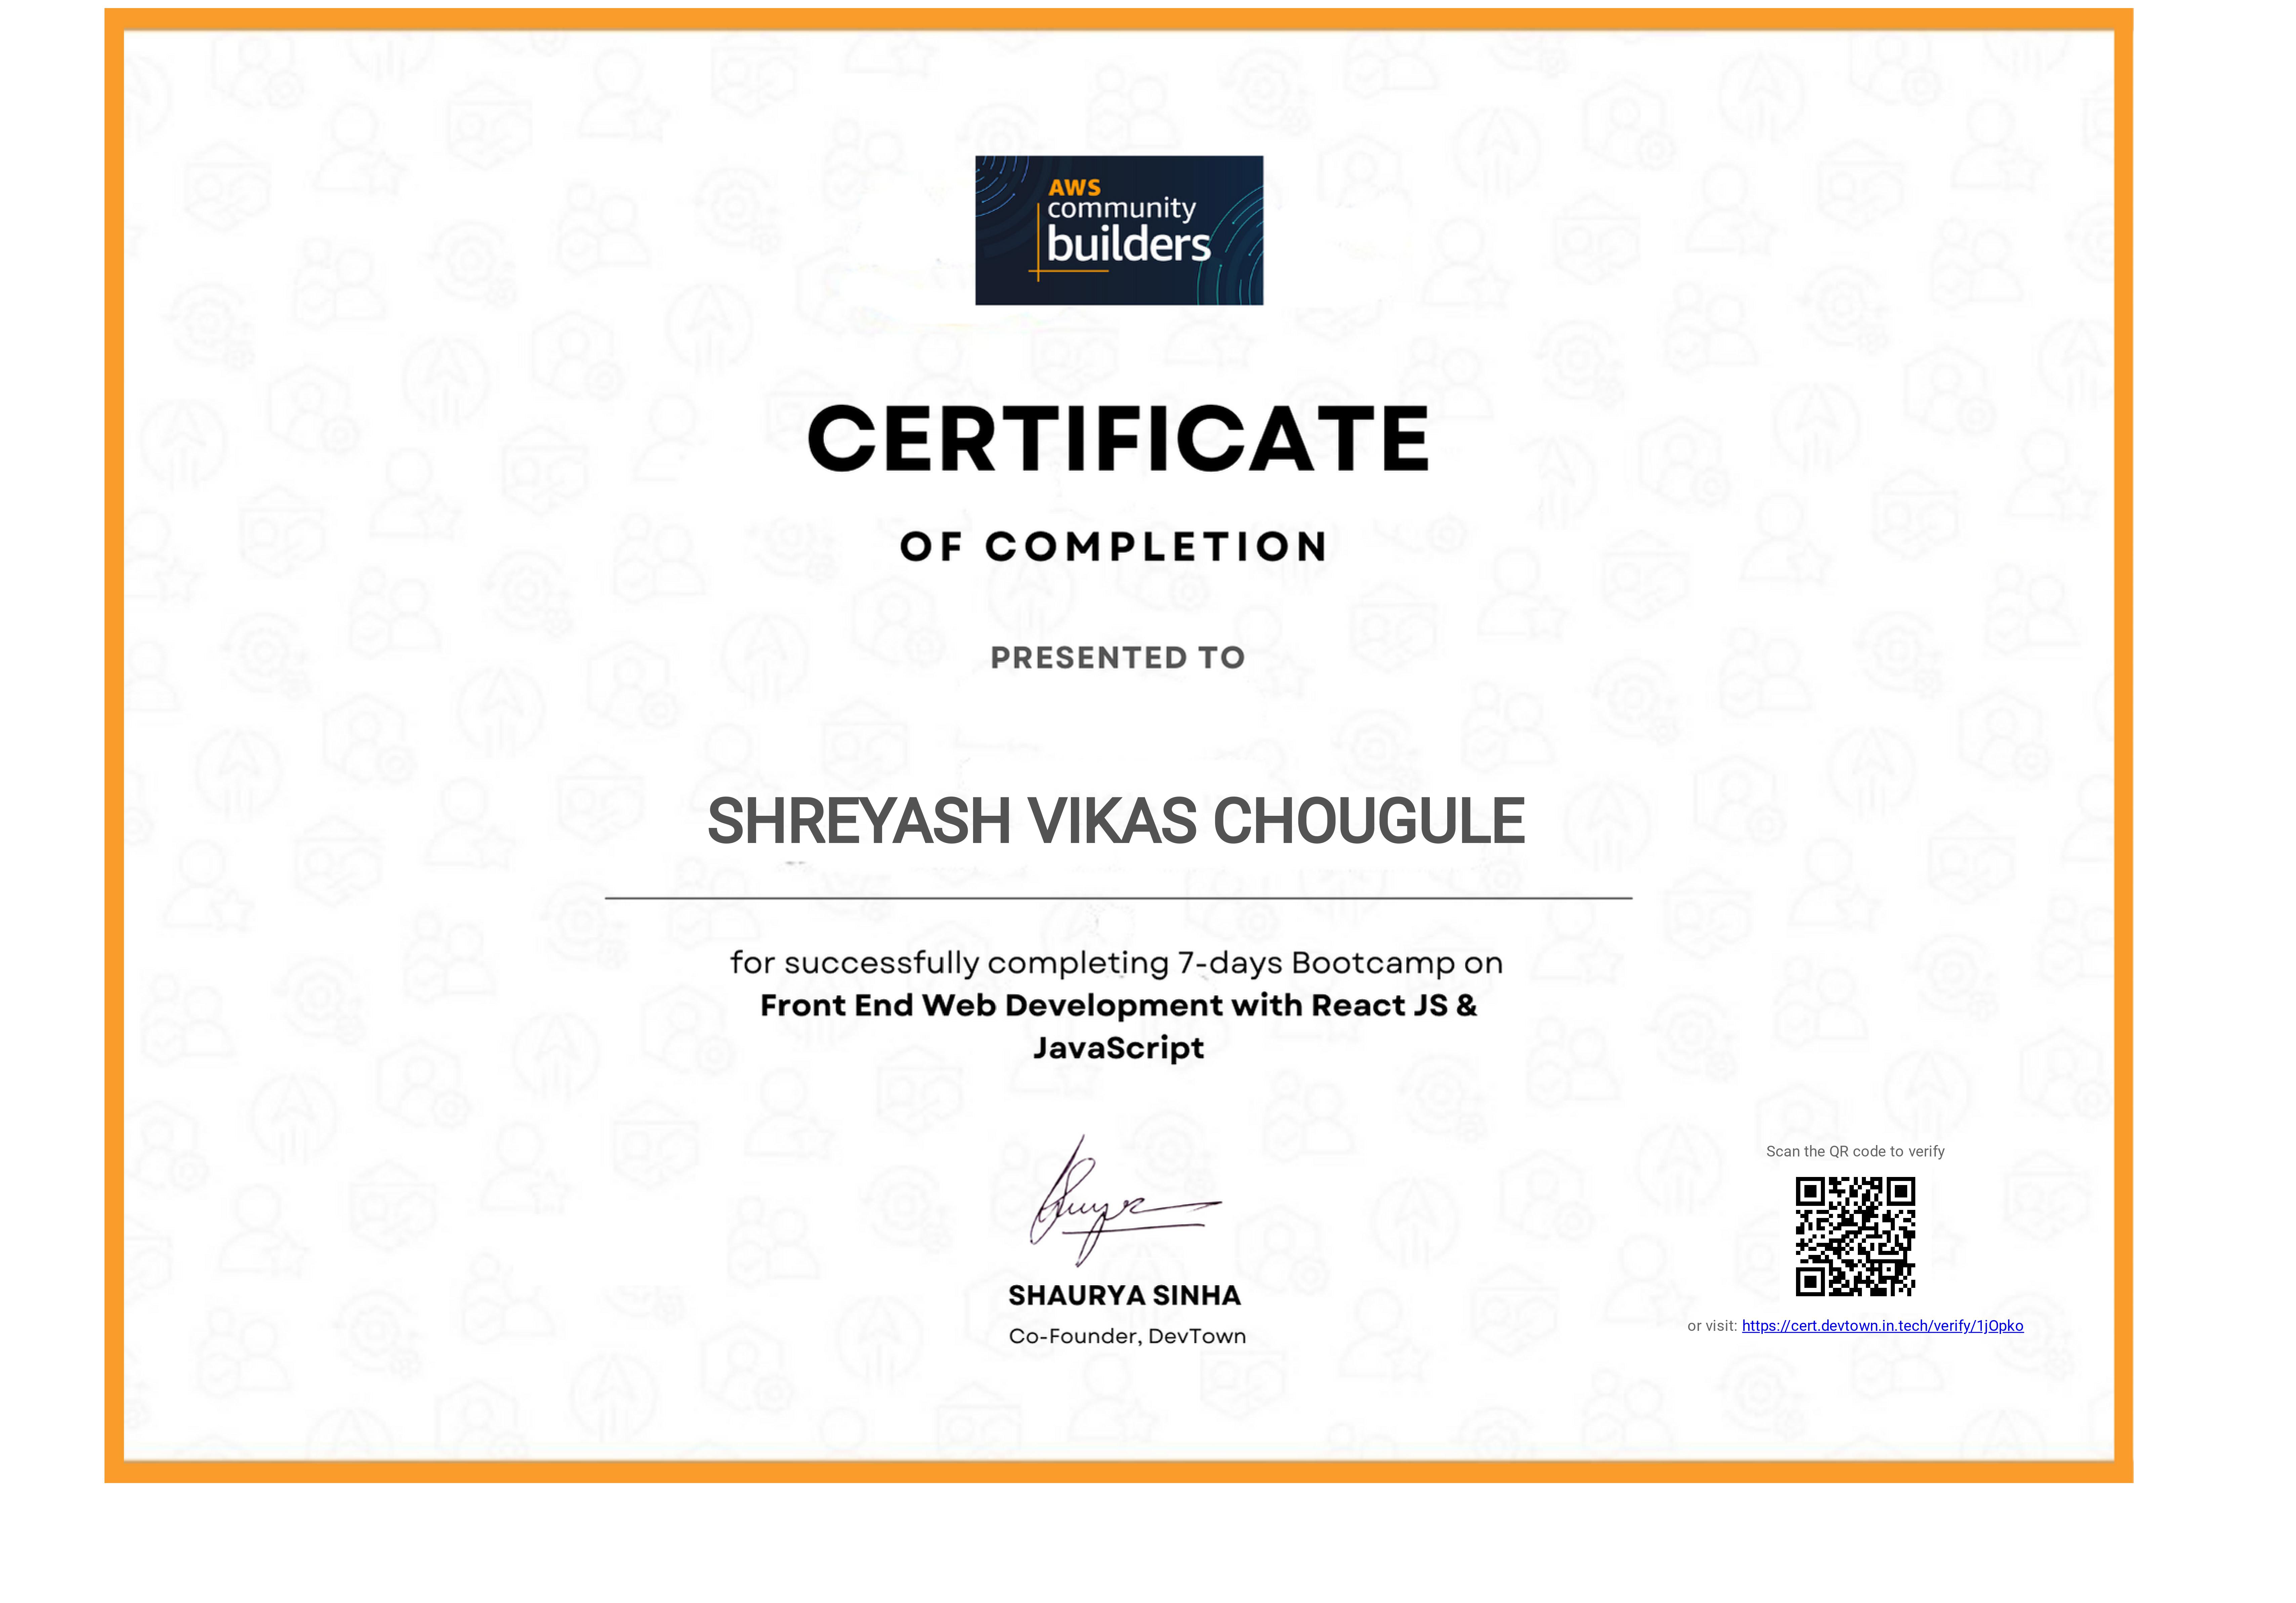 AWS
community
builders
CERTIFICATE
OF COMPLETION
PRESENTED TO
SHREYASH VIKAS CHOUGULE
for successfully completing 7-days Bootcamp on
Front End Web Development with React JS &
JavaScript
SHAURYA SINHA
Co-Founder, DevTown
Scan the QR code to verify
or visit: https://cert.devtown.in.tech/verify/1jOpko